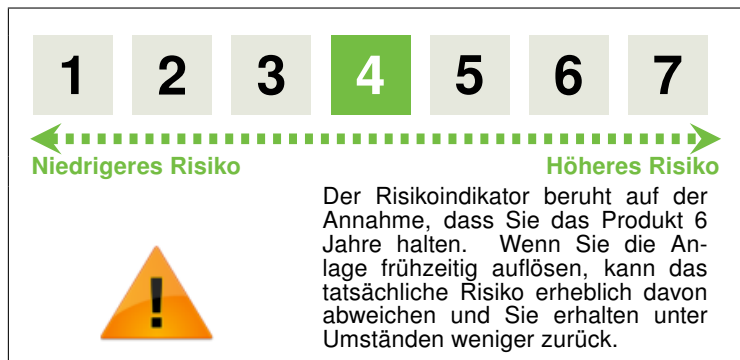 1 2 3 4 5 6 7
Niedrigeres Risiko Höheres Risiko
Der Risikoindikator beruht auf der
Annahme, dass Sie das Produkt 6
Jahre halten. Wenn Sie die An-
lage frühzeitig auflösen, kann das
tatsächliche Risiko erheblich davon
abweichen und Sie erhalten unter
Umständen weniger zurück.
!